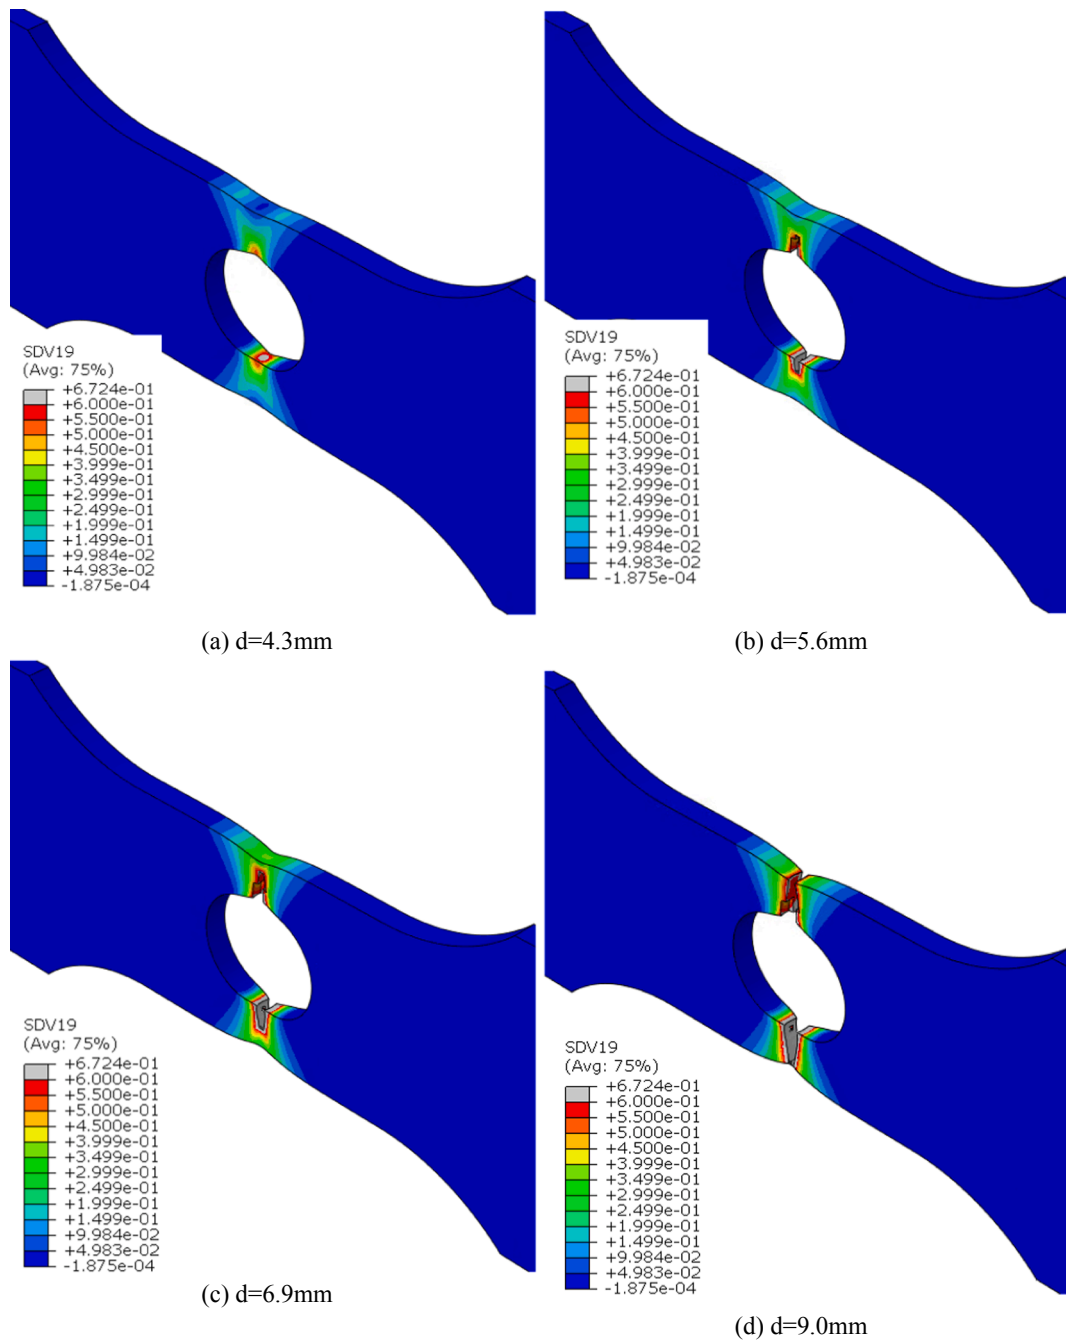 SDV19
(Avg: 75%)
+6.724e-01
+6.000e-01
+5.500e-01
+5.000e-01
+4.500e-01
+3.999e-01
+3.499e-01
+2.999e-01
+2.499e-01
+1.999e-01
+1.499e-01
+9.984e-02
+4.983e-02
-1.875e-04
(a) d=4.3mm
SDV19
(Avg: 75%)
+6.724e-01
+6.000e-01
+5.500e-01
+5.000e-01
+4.500e-01
+3.999e-01
+3.499e-01
+2.999e-01
+2.499e-01
+1.999e-01
+1.499e-01
+9.984e-02
+4.983e-02
-1.875e-04
(b) d=5.6mm
SDV19
(Avg: 75%)
+6.724e-01
+6.000e-01
+5.500e-01
+5.000e-01
+4.500e-01
+3.999e-01
+3.499e-01
+2.999e-01
+2.499e-01
+1.999e-01
+1.499e-01
+9.984e-02
+4.983e-02
-1.875e-04
(c) d=6.9mm
SDV19
(Avg: 75%)
+6.724e-01
+6.000e-01
+5.500e-01
+5.000e-01
+4.500e-01
+3.999e-01
+3.499e-01
+2.999e-01
+2.499e-01
+1.999e-01
+1.499e-01
+9.984e-02
+4.983e-02
-1.875e-04
(d) d=9.0mm